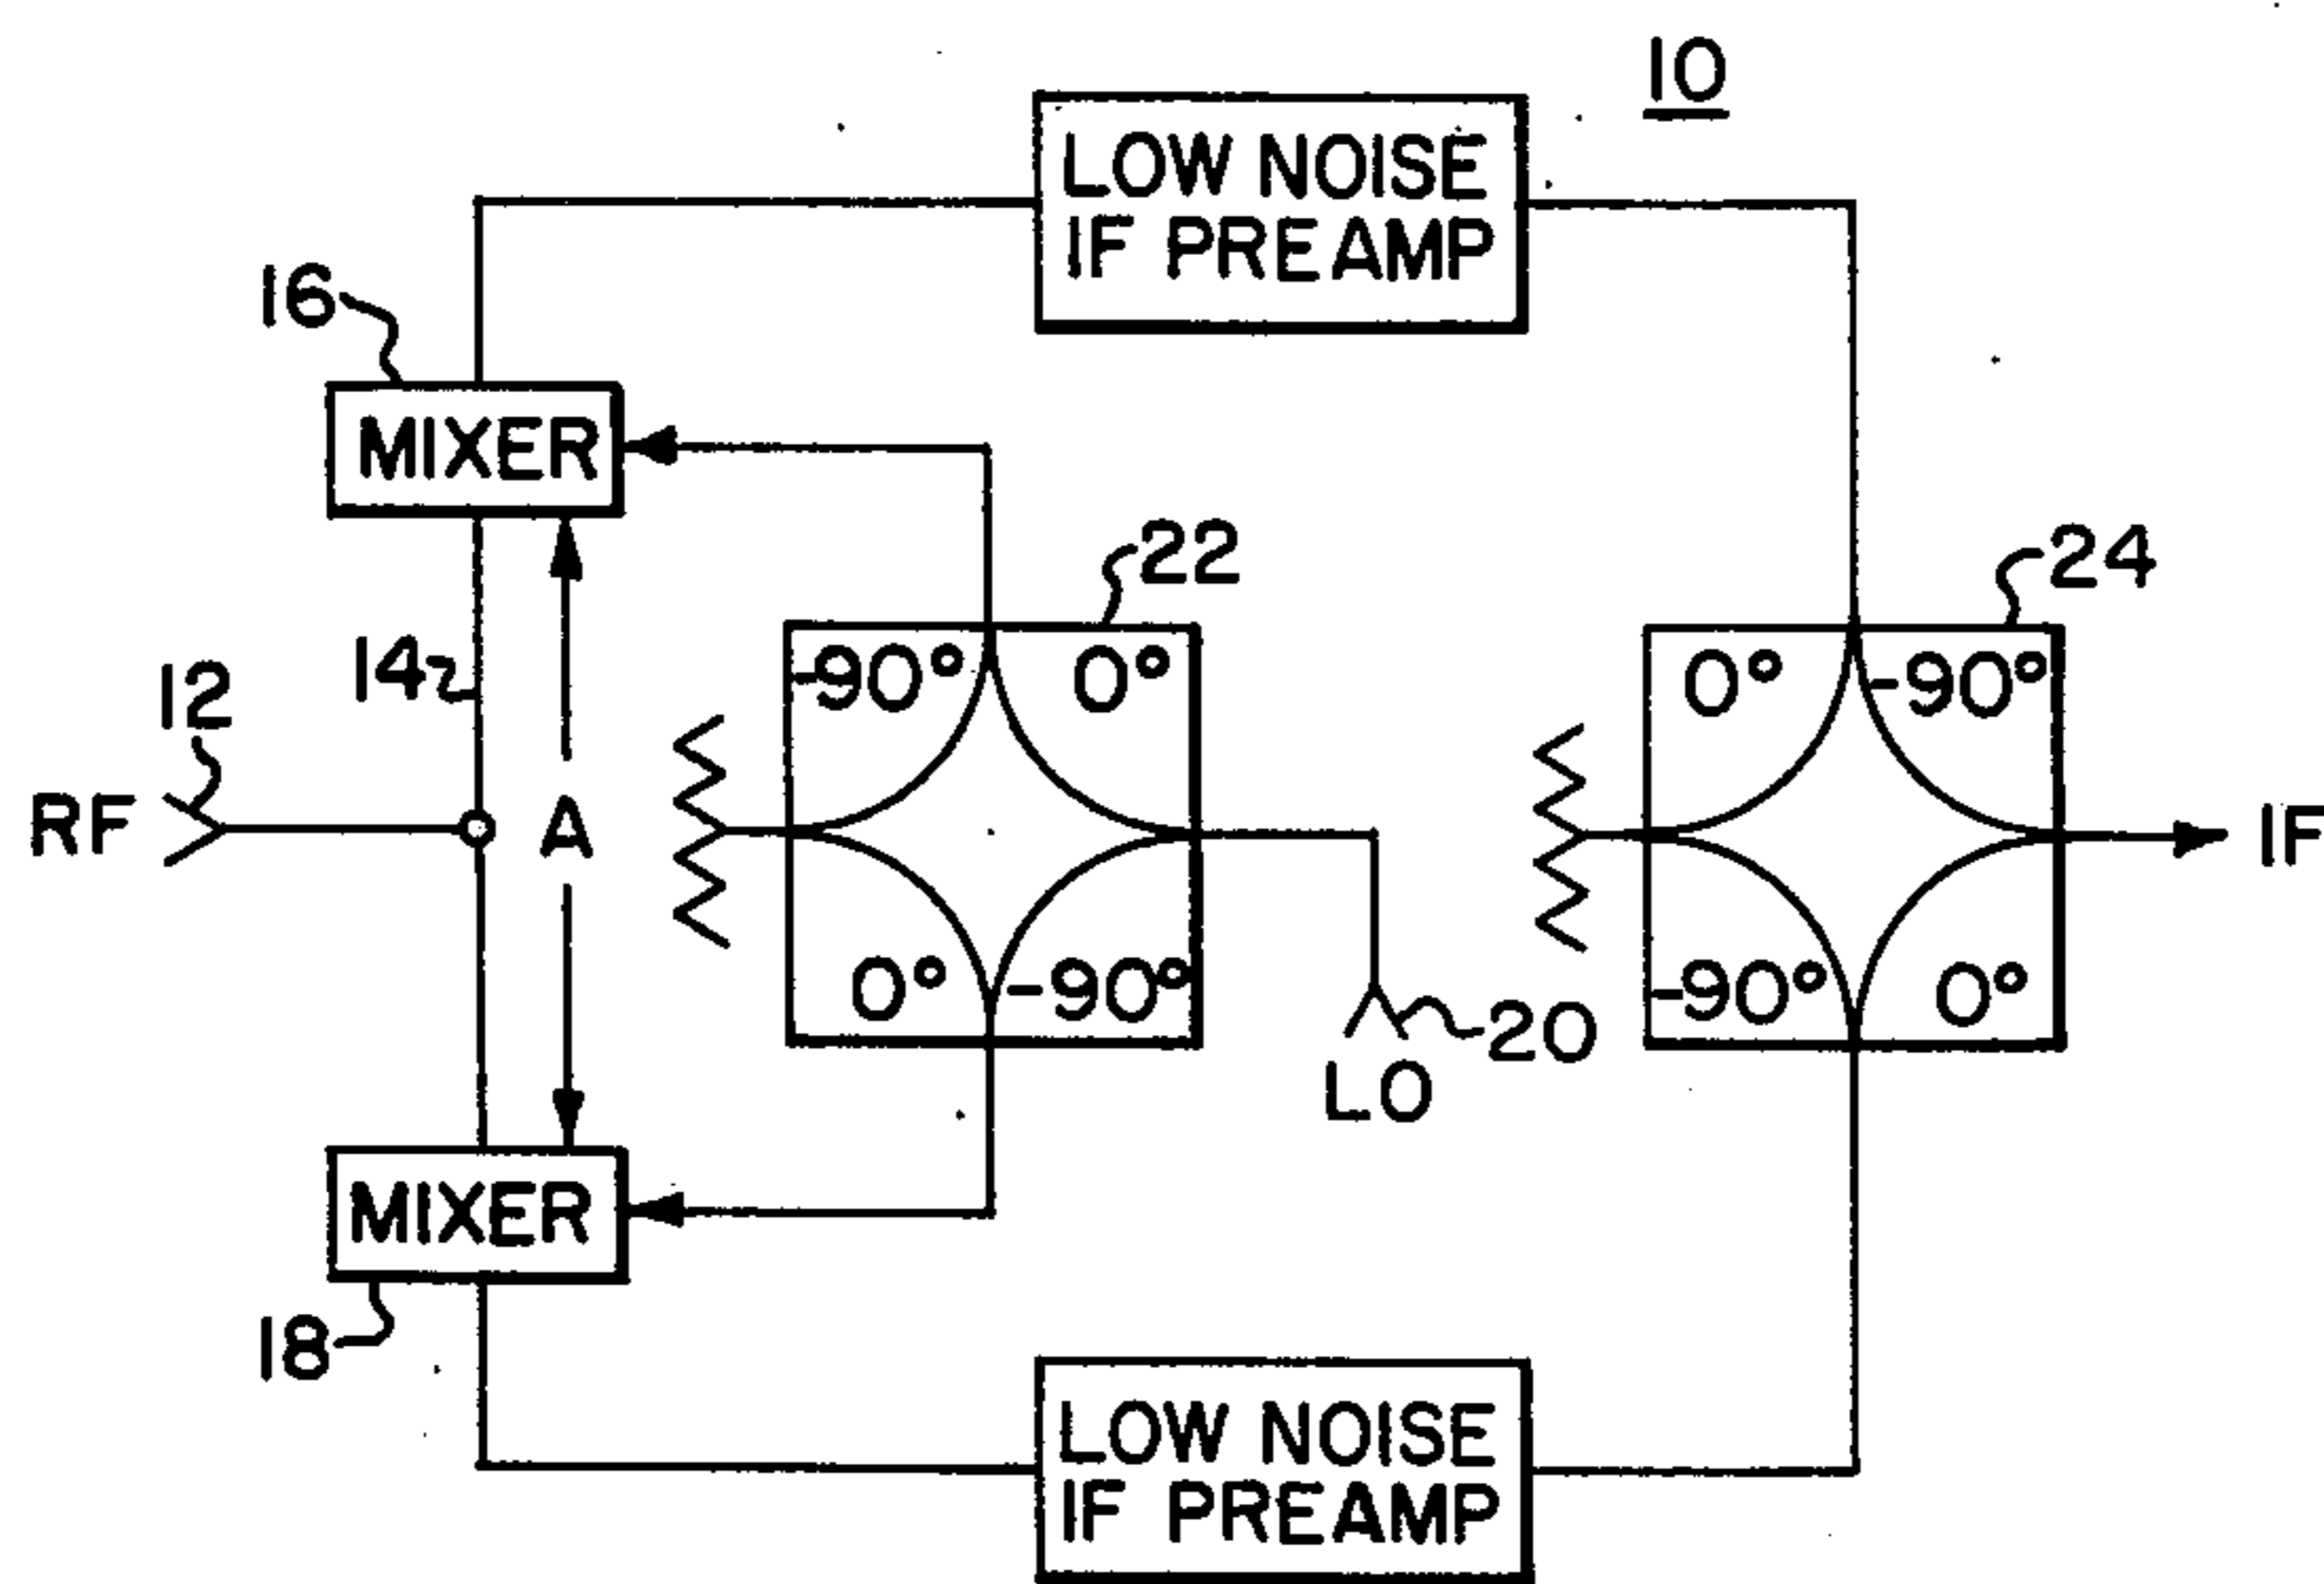 10
LOW NOISE
IF PREAMP
16
MIXER
22
24
-90° 0°
0° -90°
14
12
RF
A
IF
0° -90°
-90° 0°
20
LO
MIXER
18
LOW NOISE
IF PREAMP